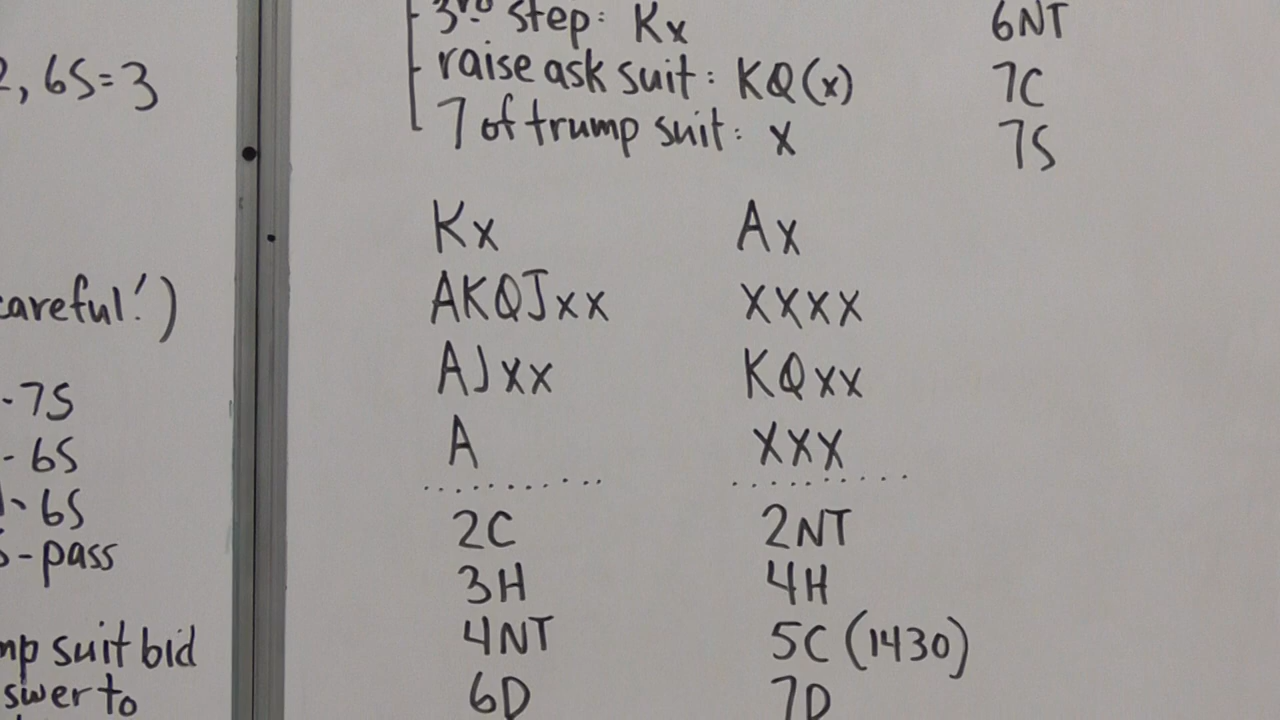 2, 6S=3
careful!')
-7S
- 6S
- 6S
-pass
suit bid
swer to
3rd step: Kx 6NT
raise ask suit: KQ(x) 7C
7 of trump suit: x 7S
Kx Ax
AKQJxx xxxx
AJxx KQxx
A xxx
2C 2NT
3H 4H
4NT 5C (1430)
6D 7D